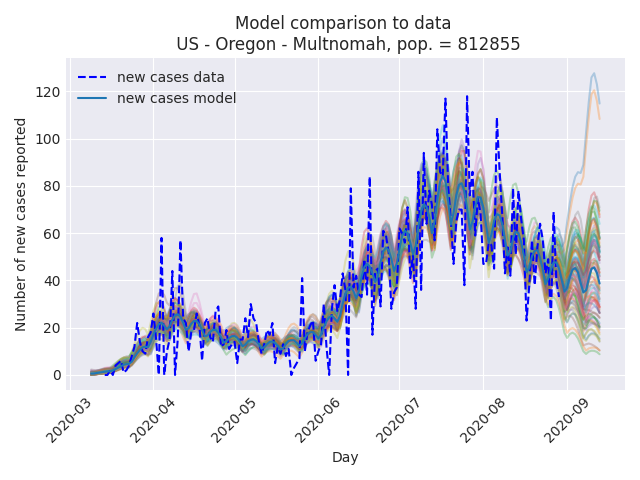 Model comparison to data
US - Oregon - Multnomah, pop. = 812855
new cases data
new cases model
Number of new cases reported
120
100
80
60
40
20
0
2020-03
2020-04
2020-05
2020-06
2020-07
2020-08
2020-09
Day